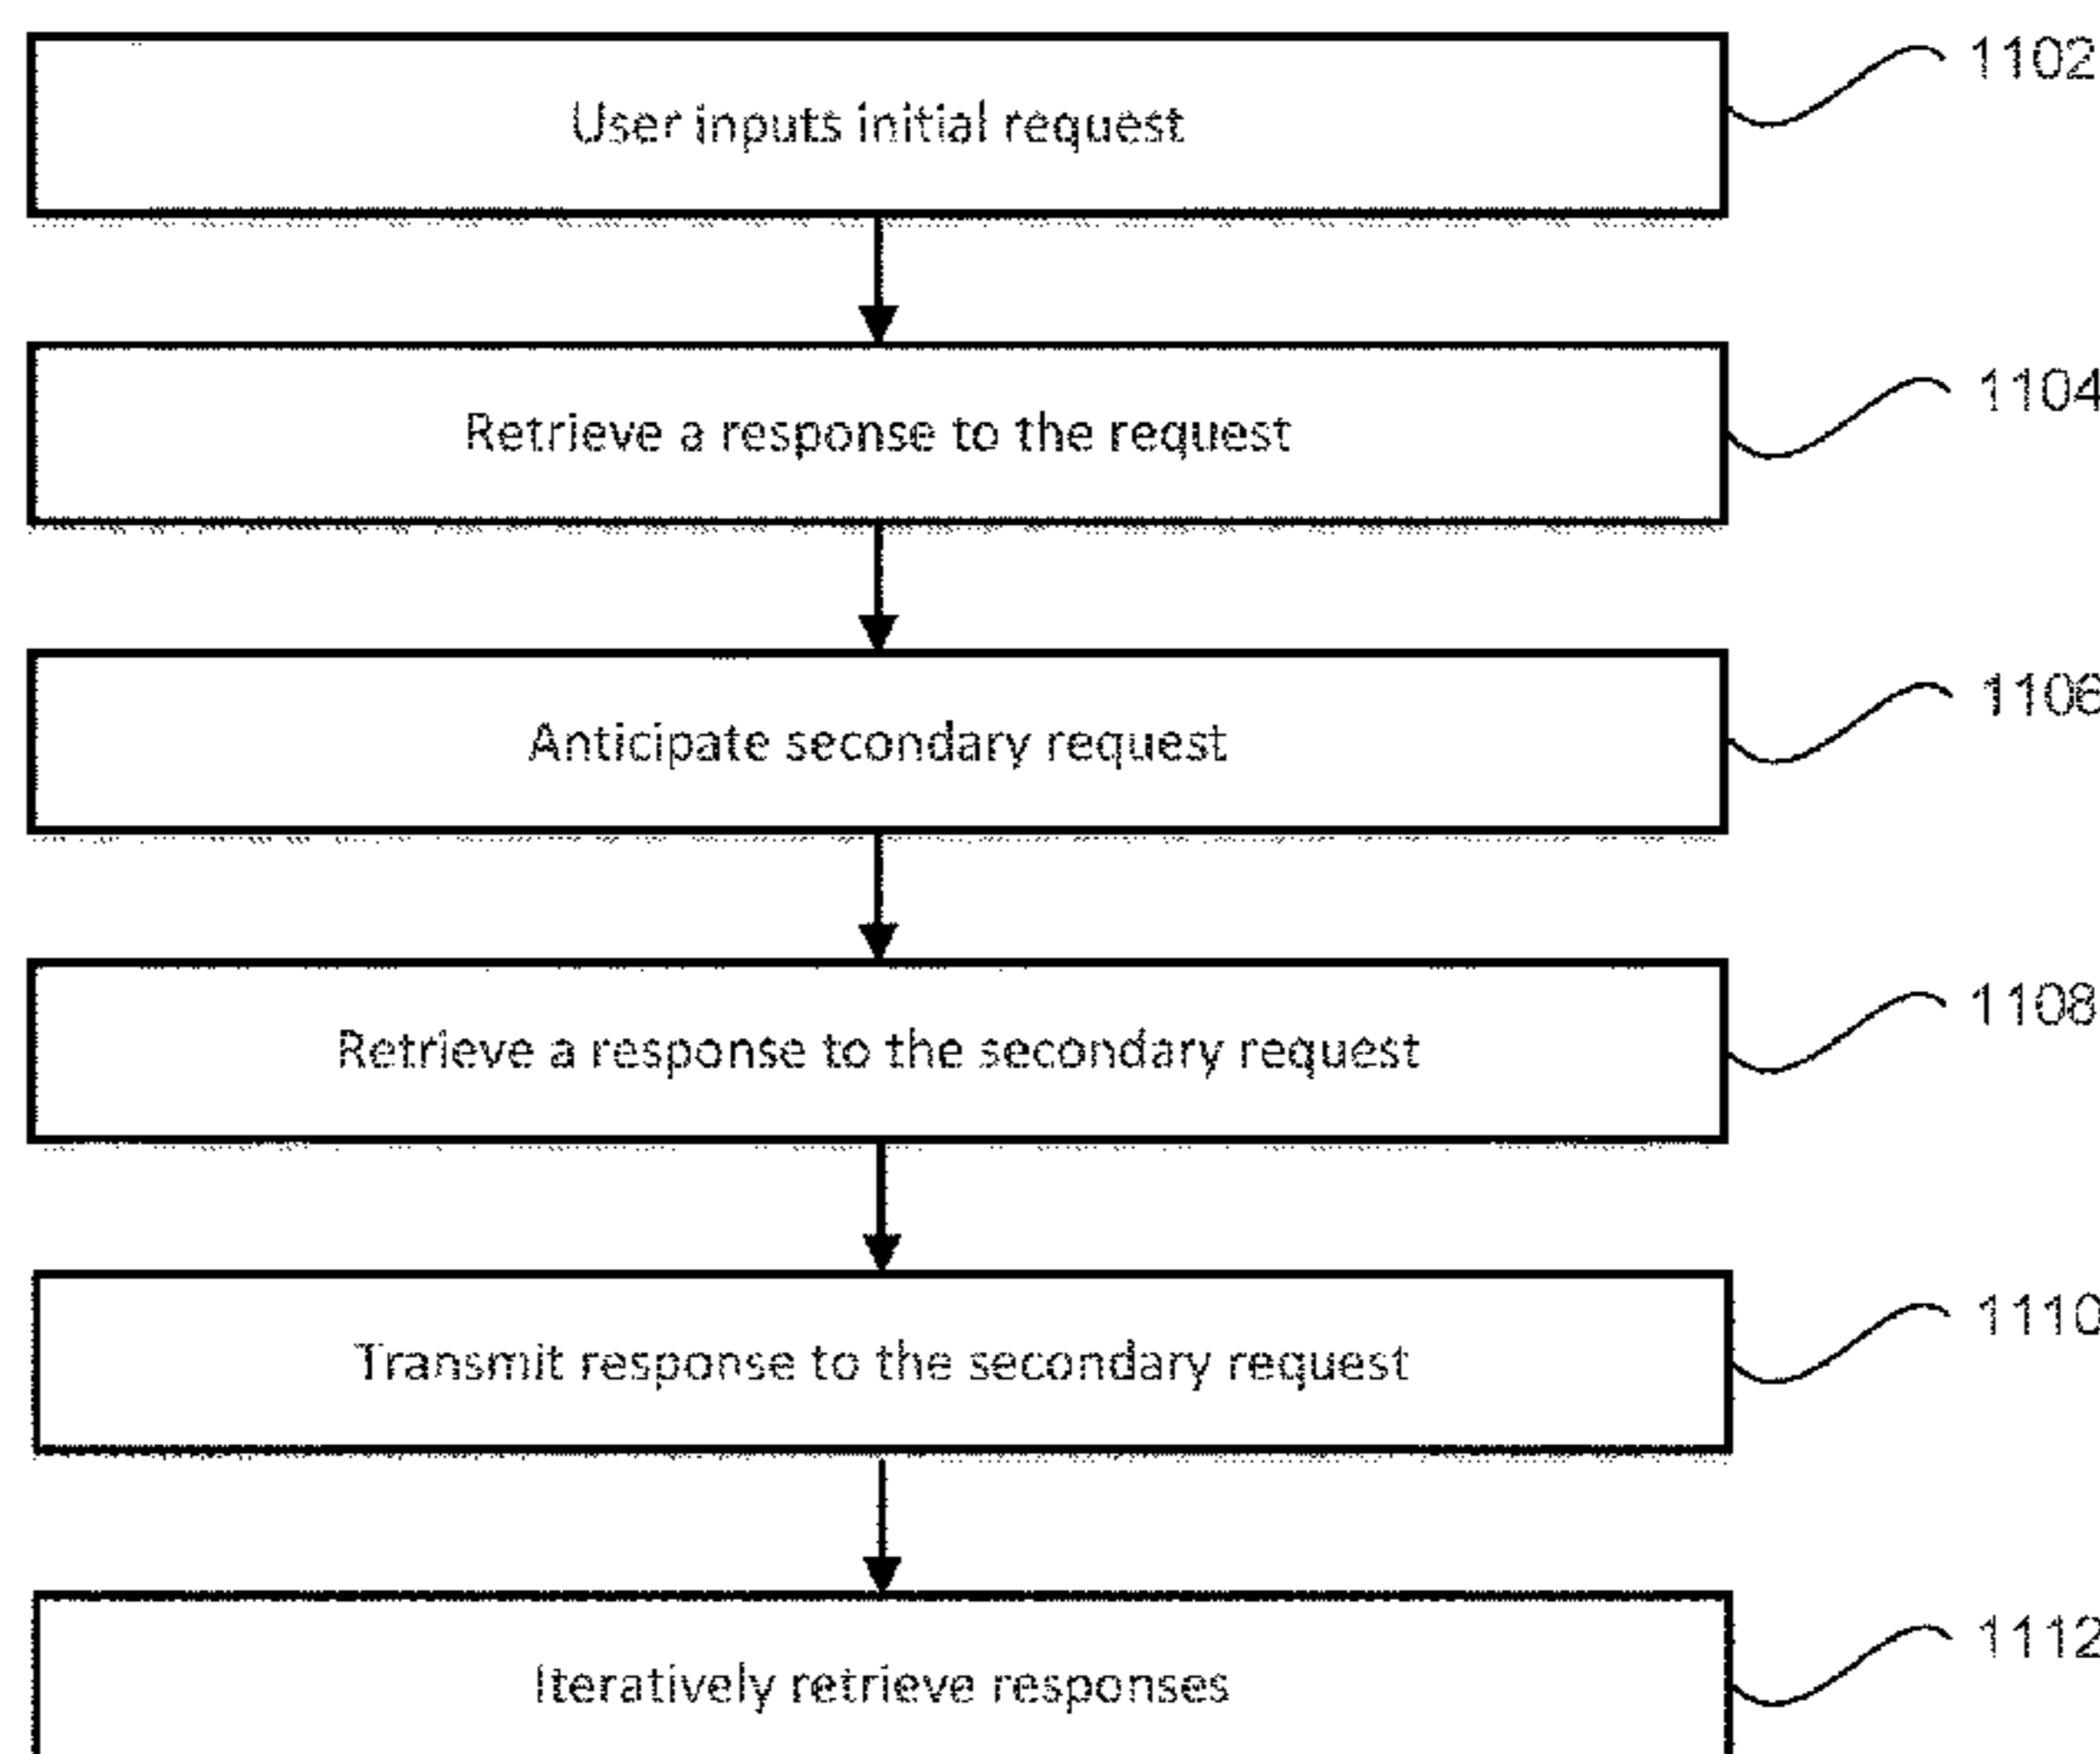 User inputs initial request
1102
Retrieve a response to the request
1104
Anticipate secondary request
1106
Retrieve a response to the secondary request
1108
Transmit response to the secondary request
1110
Iteratively retrieve responses
1112